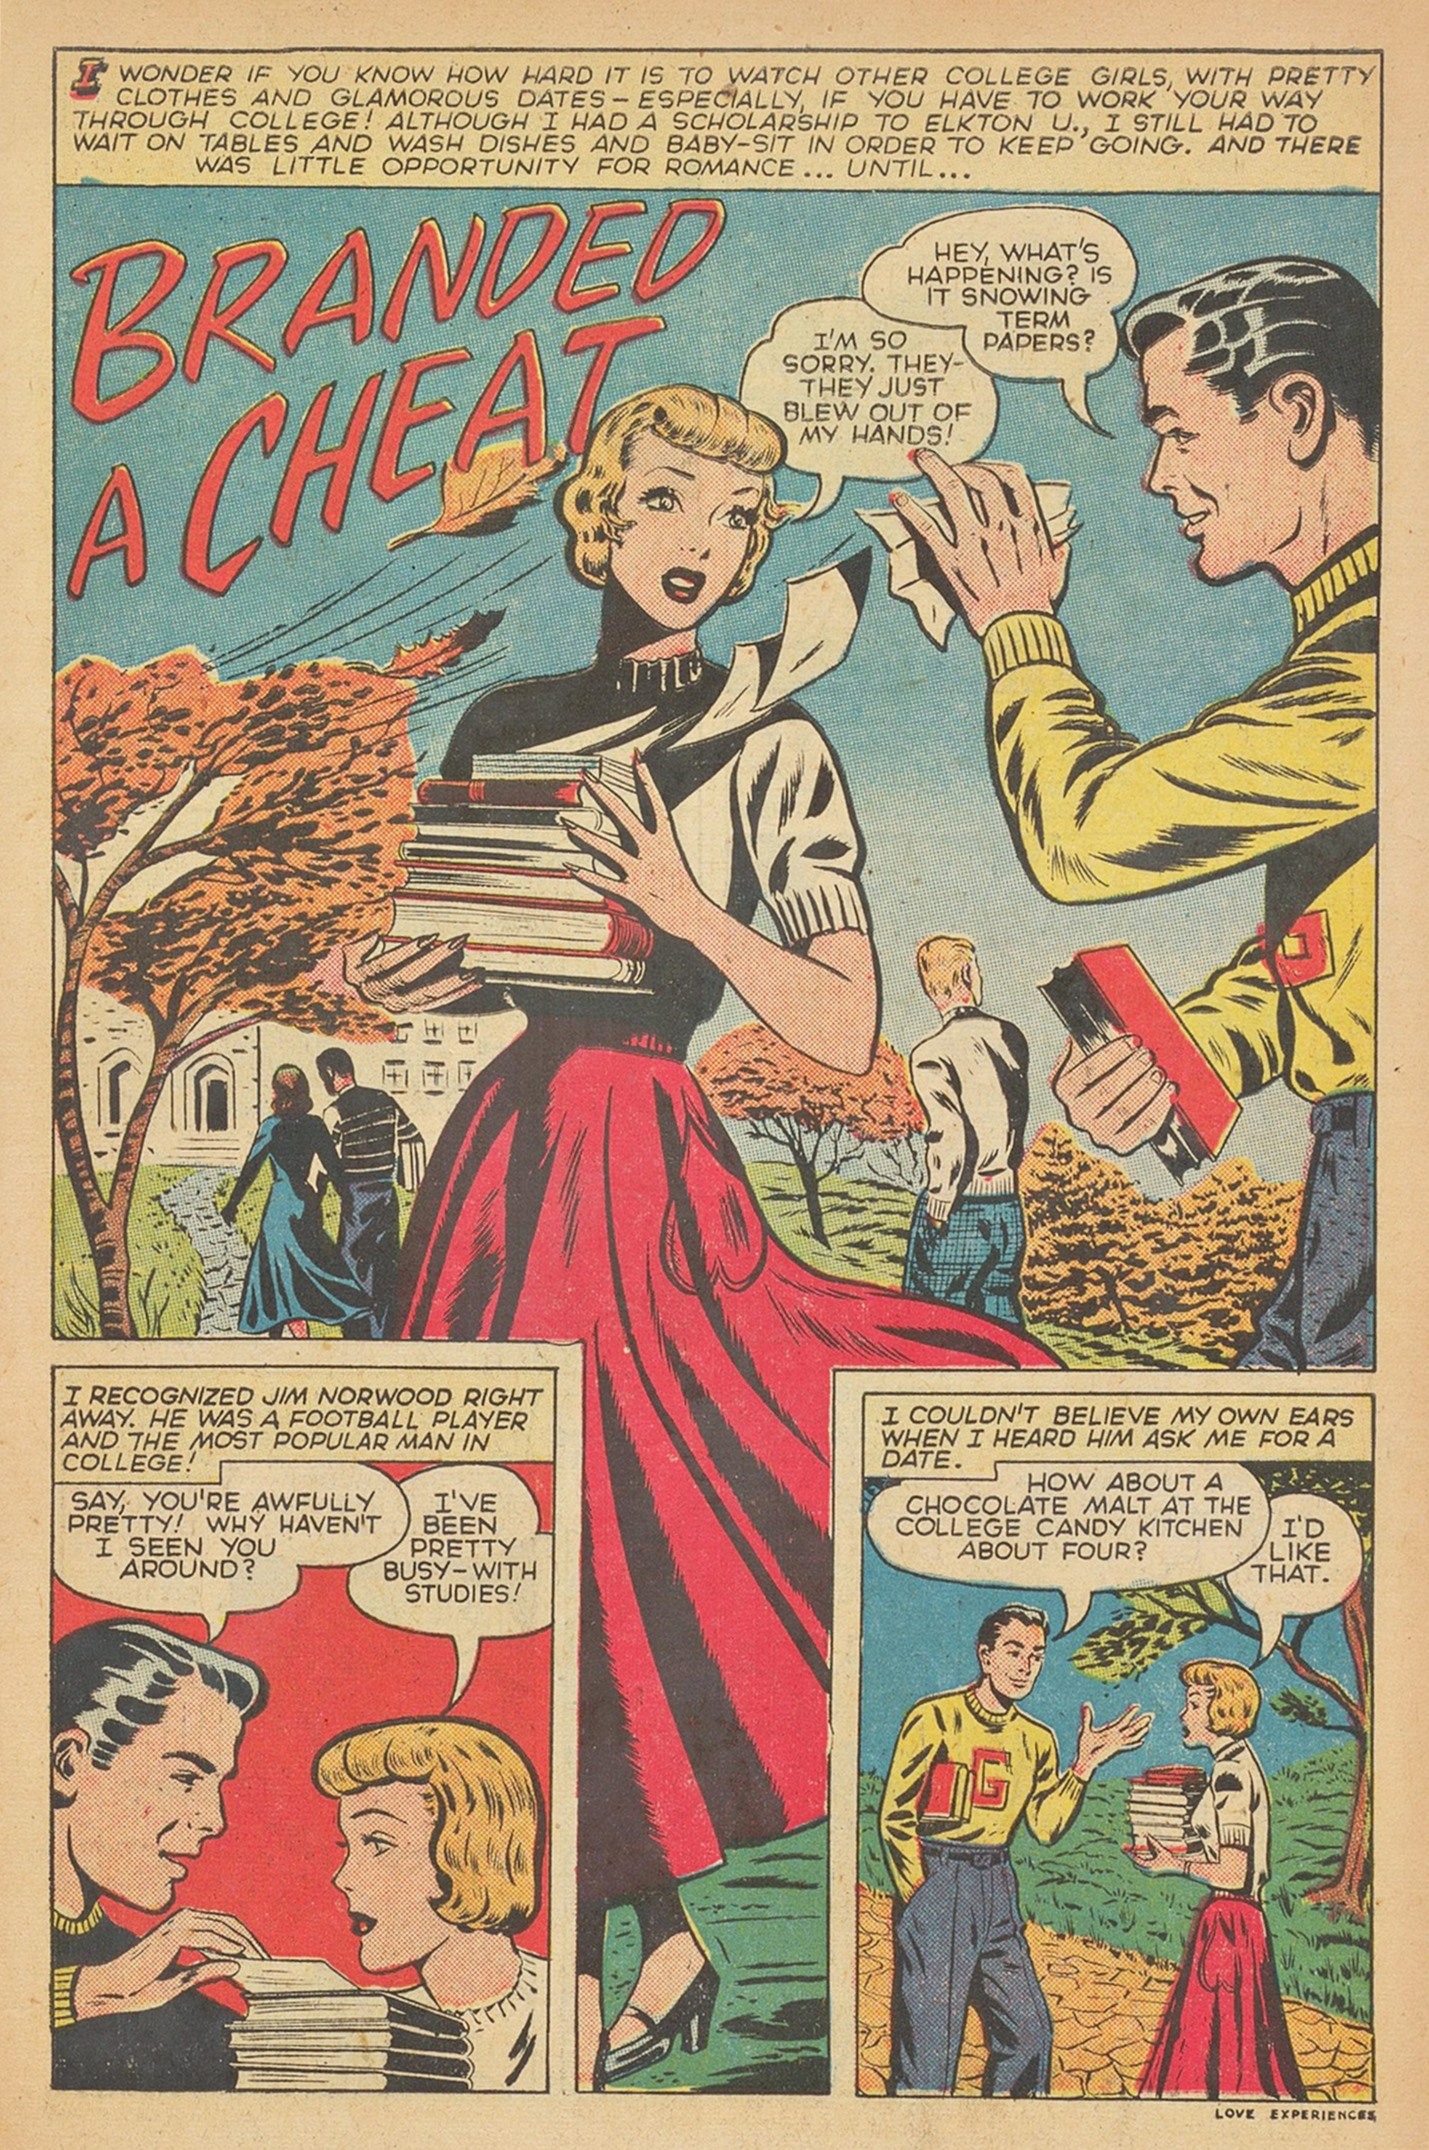 I WONDER IF YOU KNOW HOW HARD IT IS TO WATCH OTHER COLLEGE GIRLS, WITH PRETTY
CLOTHES AND GLAMOROUS DATES – ESPECIALLY, IF YOU HAVE TO WORK YOUR WAY
THROUGH COLLEGE! ALTHOUGH I HAD A SCHOLARSHIP TO ELKTON U., I STILL HAD TO
WAIT ON TABLES AND WASH DISHES AND BABY-SIT IN ORDER TO KEEP GOING. AND THERE
WAS LITTLE OPPORTUNITY FOR ROMANCE... UNTIL...
BRANDED
A CHEAT
HEY, WHAT'S
HAPPENING? IS
IT SNOWING
TERM
PAPERS?
I'M SO
SORRY. THEY–
THEY JUST
BLEW OUT OF
MY HANDS!
I RECOGNIZED JIM NORWOOD RIGHT
AWAY. HE WAS A FOOTBALL PLAYER
AND THE MOST POPULAR MAN IN
COLLEGE!
SAY, YOU'RE AWFULLY
PRETTY! WHY HAVEN'T
I SEEN YOU
AROUND?
I'VE
BEEN
PRETTY
BUSY–WITH
STUDIES!
I COULDN'T BELIEVE MY OWN EARS
WHEN I HEARD HIM ASK ME FOR A
DATE.
HOW ABOUT A
CHOCOLATE MALT AT THE
COLLEGE CANDY KITCHEN
ABOUT FOUR?
I'D
LIKE
THAT.
G
LOVE EXPERIENCES